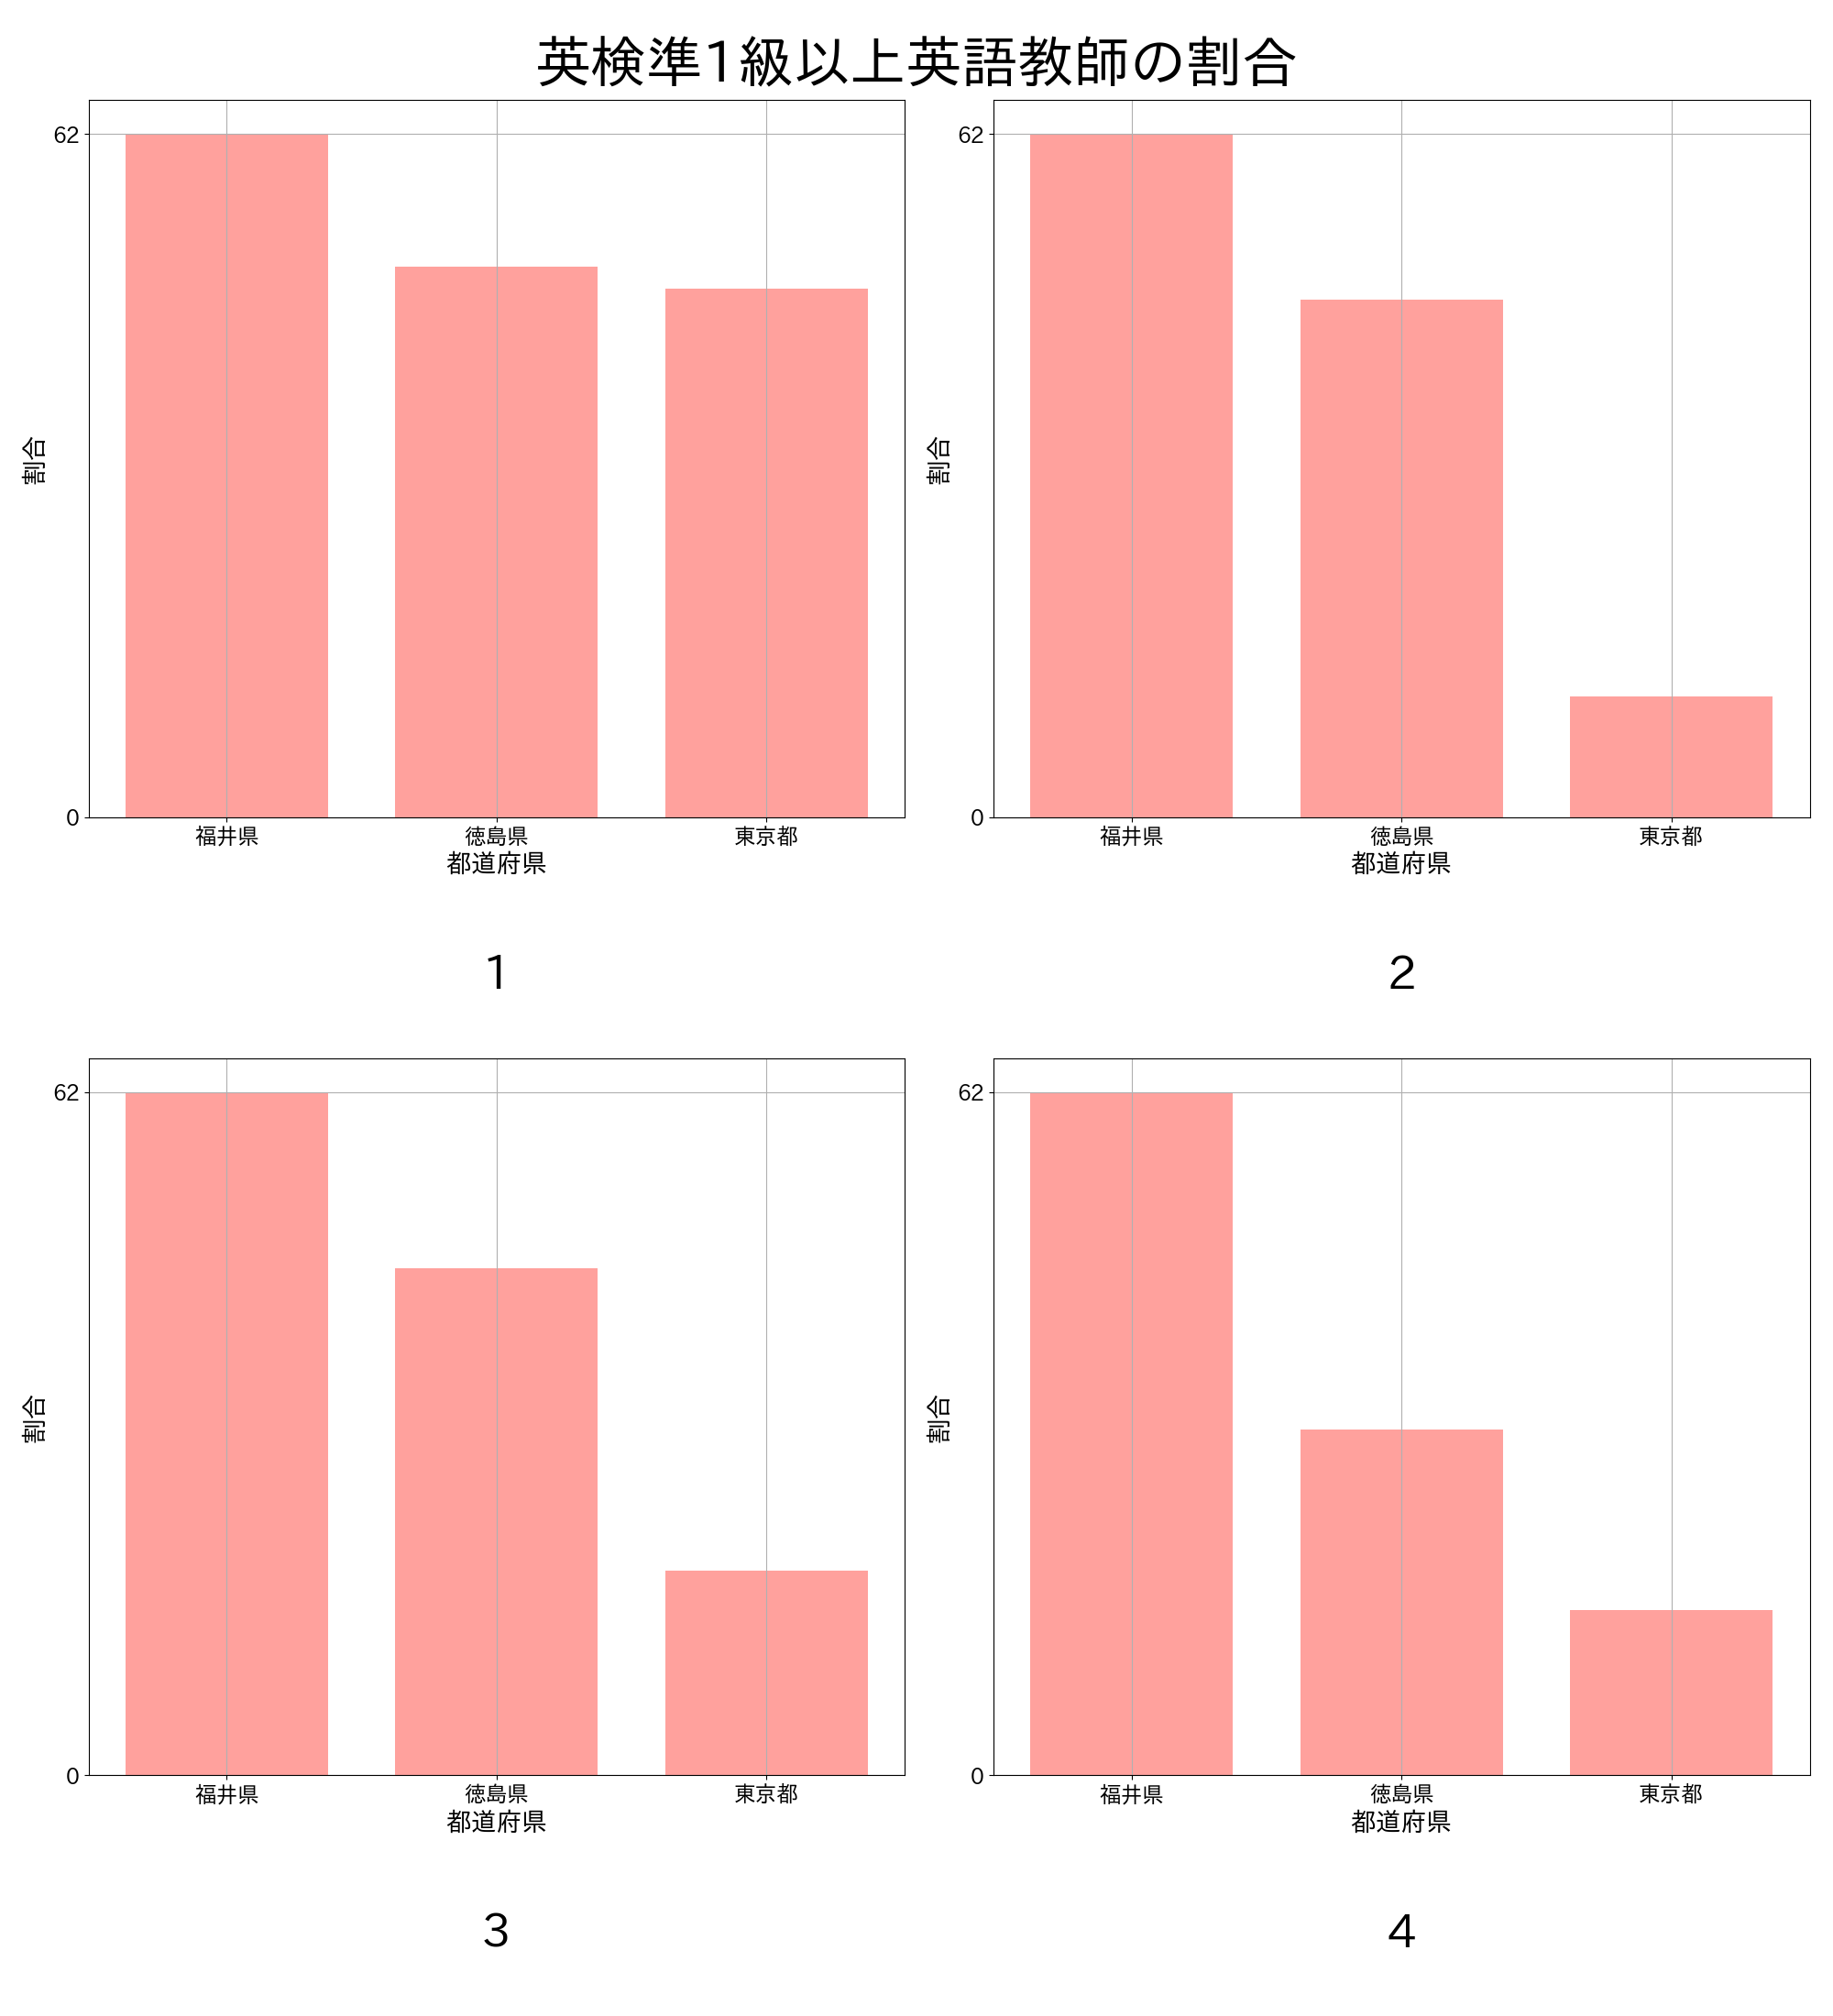 英検準1級以上英語教師の割合
62
0
割合
福井県 徳島県 東京都
都道府県
1
62
0
割合
福井県 徳島県 東京都
都道府県
2
62
0
割合
福井県 徳島県 東京都
都道府県
3
62
0
割合
福井県 徳島県 東京都
都道府県
4